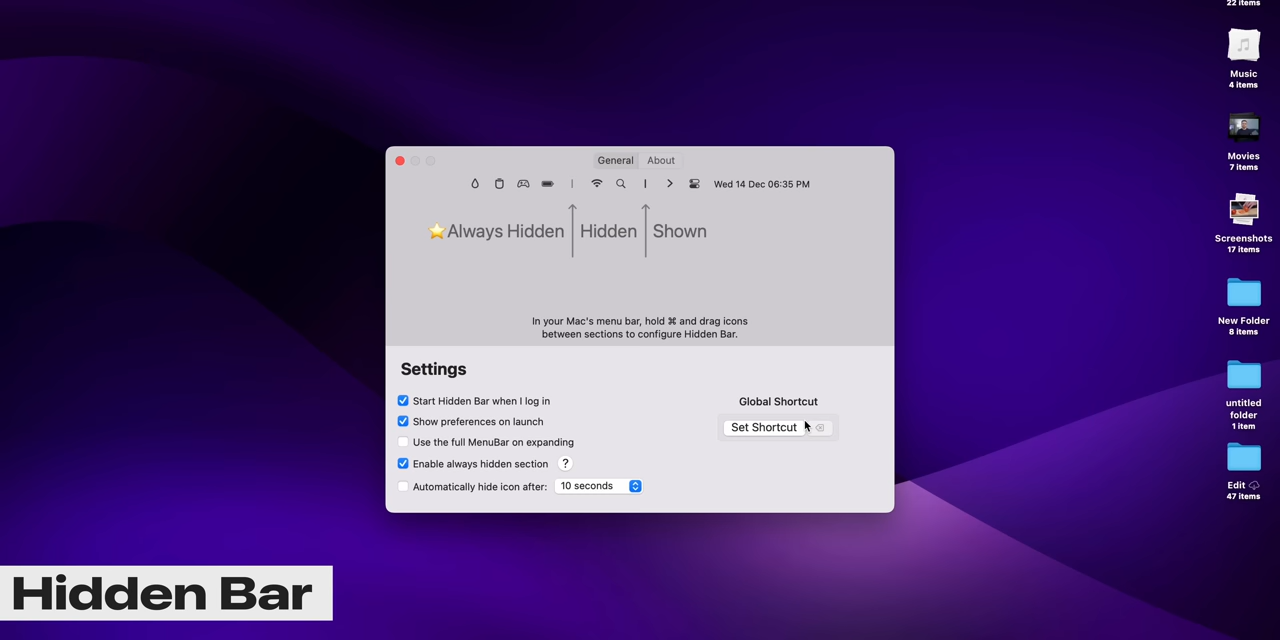 22 items
Music
4 items
Movies
7 items
Screenshots
17 items
New Folder
8 items
untitled
folder
1 item
Edit
47 items
General About
Wed 14 Dec 06:35 PM
⭐Always Hidden Hidden Shown
In your Mac's menu bar, hold ⌘ and drag icons
between sections to configure Hidden Bar.
Settings
Start Hidden Bar when I log in
Show preferences on launch
Use the full MenuBar on expanding
Enable always hidden section ?
Automatically hide icon after: 10 seconds
Global Shortcut
Set Shortcut
Hidden Bar